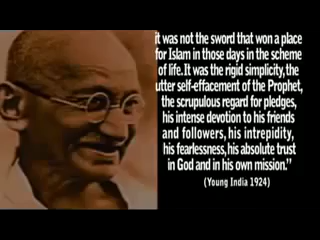 it was not the sword that won a place
for Islam in those days in the scheme
of life. It was the rigid simplicity, the
utter self-effacement of the Prophet,
the scrupulous regard for pledges,
his intense devotion to his friends
and followers, his intrepidity,
his fearlessness, his absolute trust
in God and in his own mission."
(Young India 1924)